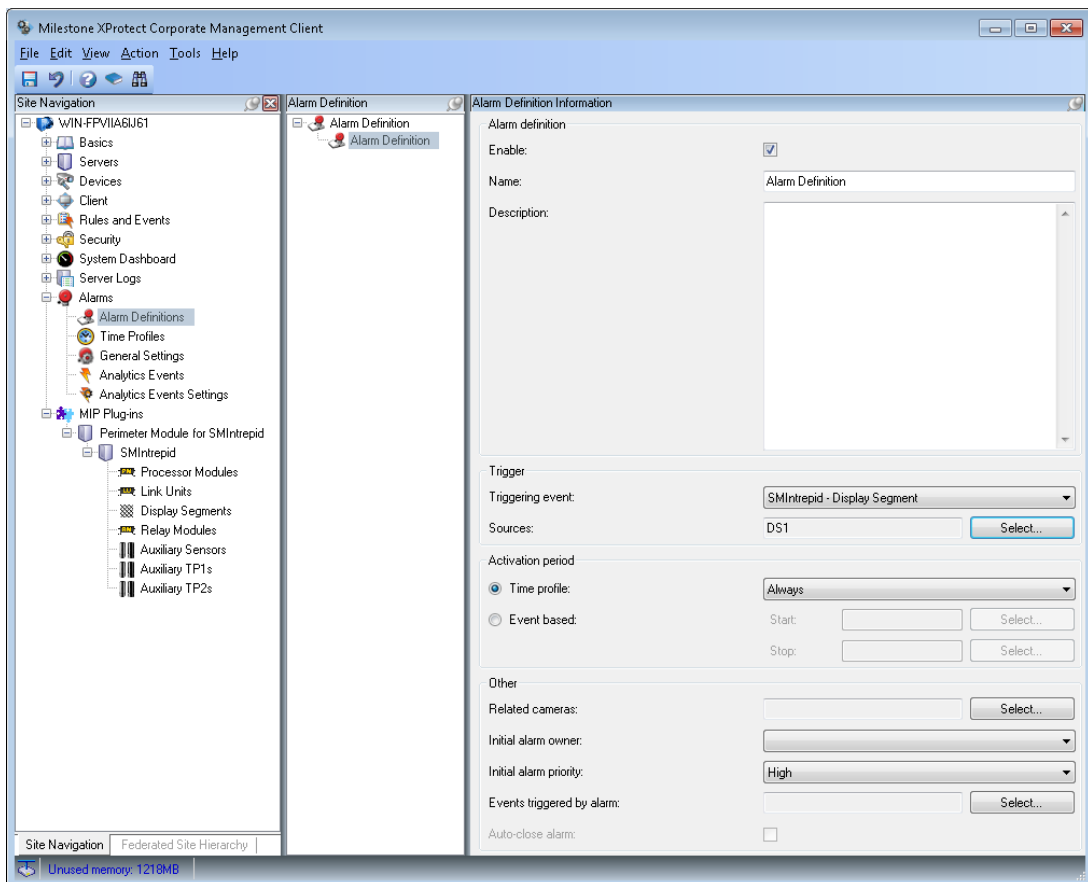 Milestone XProtect Corporate Management Client
File Edit View Action Tools Help
Site Navigation
WIN-FPVIIA6IJ61
Basics
Servers
Devices
Client
Rules and Events
Security
System Dashboard
Server Logs
Alarms
Alarm Definitions
Time Profiles
General Settings
Analytics Events
Analytics Events Settings
MIP Plug-ins
Perimeter Module for SMIntrepid
SMIntrepid
Processor Modules
Link Units
Display Segments
Relay Modules
Auxiliary Sensors
Auxiliary TP1s
Auxiliary TP2s
Site Navigation Federated Site Hierarchy
Alarm Definition
Alarm Definition
Alarm Definition
Alarm Definition Information
Alarm definition
Enable:
Name: Alarm Definition
Description:
Trigger
Triggering event: SMIntrepid - Display Segment
Sources: DS1 Select...
Activation period
Time profile: Always
Event based: Start: Select...
Stop: Select...
Other
Related cameras: Select...
Initial alarm owner:
Initial alarm priority: High
Events triggered by alarm: Select...
Auto-close alarm:
Unused memory: 1218MB